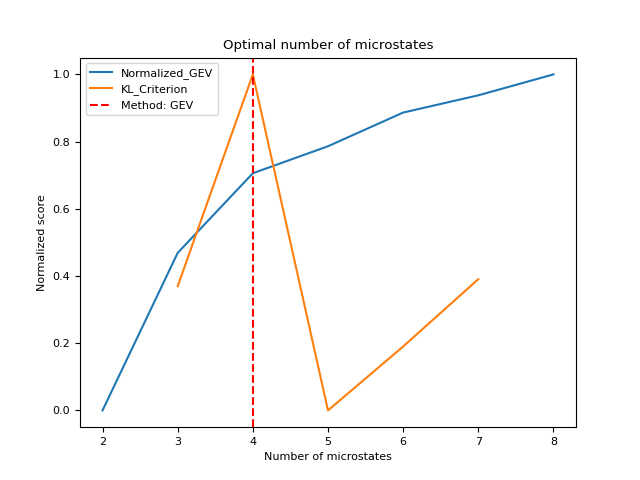 Optimal number of microstates
Normalized_GEV
KL_Criterion
Method: GEV
1.0
0.8
0.6
0.4
0.2
0.0
Normalized score
2 3 4 5 6 7 8
Number of microstates